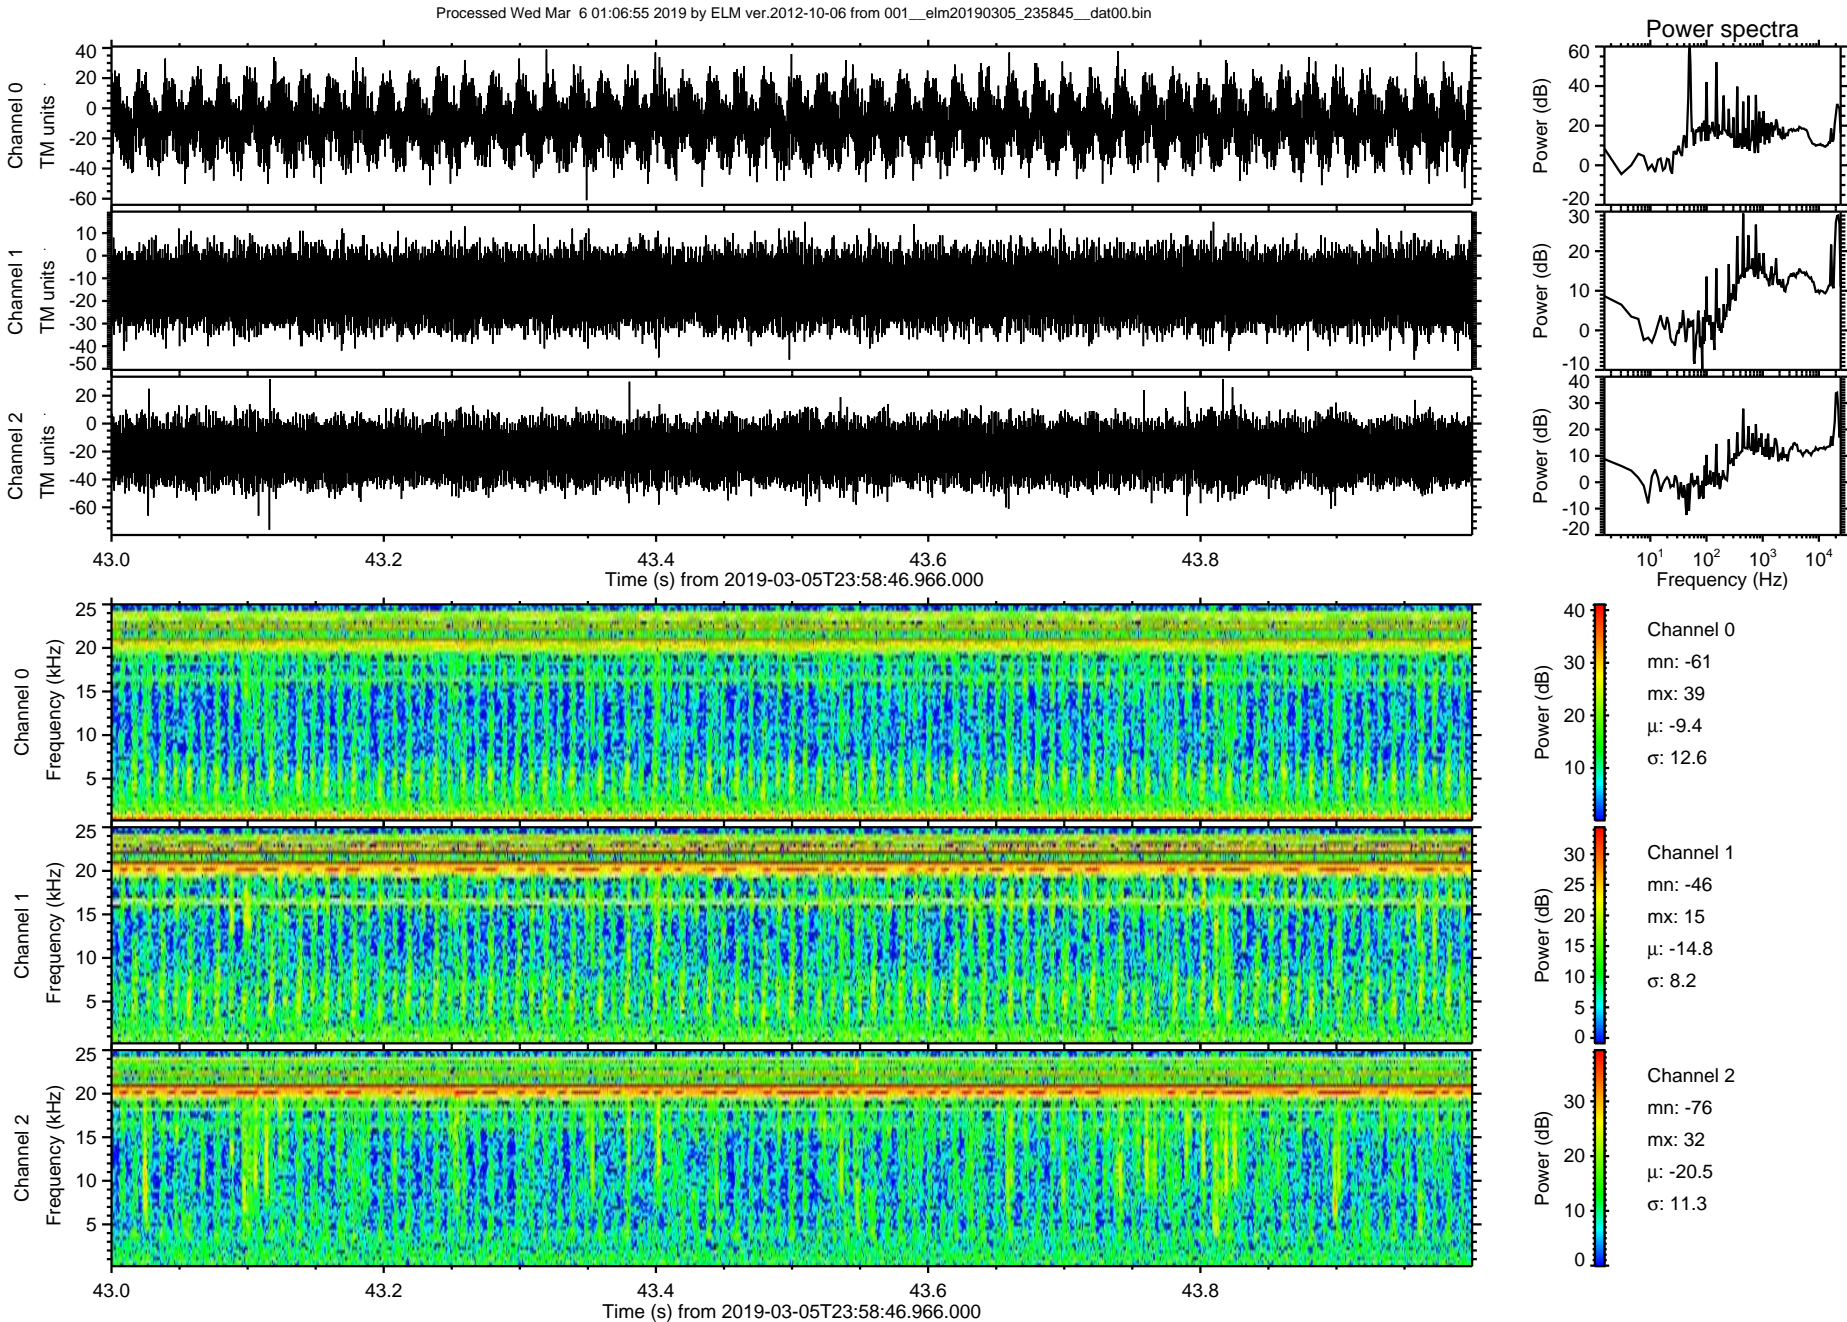 Processed Wed Mar  6 01:06:55 2019 by ELM ver.2012-10-06 from 001__elm20190305_235845__dat00.bin
Power spectra
Channel 0
TM units
40
20
0
-20
-40
-60
Power (dB)
60
40
20
0
-20
Channel 1
TM units
10
0
-10
-20
-30
-40
-50
Power (dB)
30
20
10
0
-10
Channel 2
TM units
20
0
-20
-40
-60
Power (dB)
40
30
20
10
0
-10
-20
43.0 43.2 43.4 43.6 43.8
Time (s) from 2019-03-05T23:58:46.966.000
10^1 10^2 10^3 10^4
Frequency (Hz)
Channel 0
Frequency (kHz)
25
20
15
10
5
Power (dB)
40
30
20
10
Channel 0
mn: -61
mx: 39
μ: -9.4
σ: 12.6
Channel 1
Frequency (kHz)
25
20
15
10
5
Power (dB)
30
25
20
15
10
5
0
Channel 1
mn: -46
mx: 15
μ: -14.8
σ: 8.2
Channel 2
Frequency (kHz)
25
20
15
10
5
Power (dB)
30
20
10
0
Channel 2
mn: -76
mx: 32
μ: -20.5
σ: 11.3
43.0 43.2 43.4 43.6 43.8
Time (s) from 2019-03-05T23:58:46.966.000